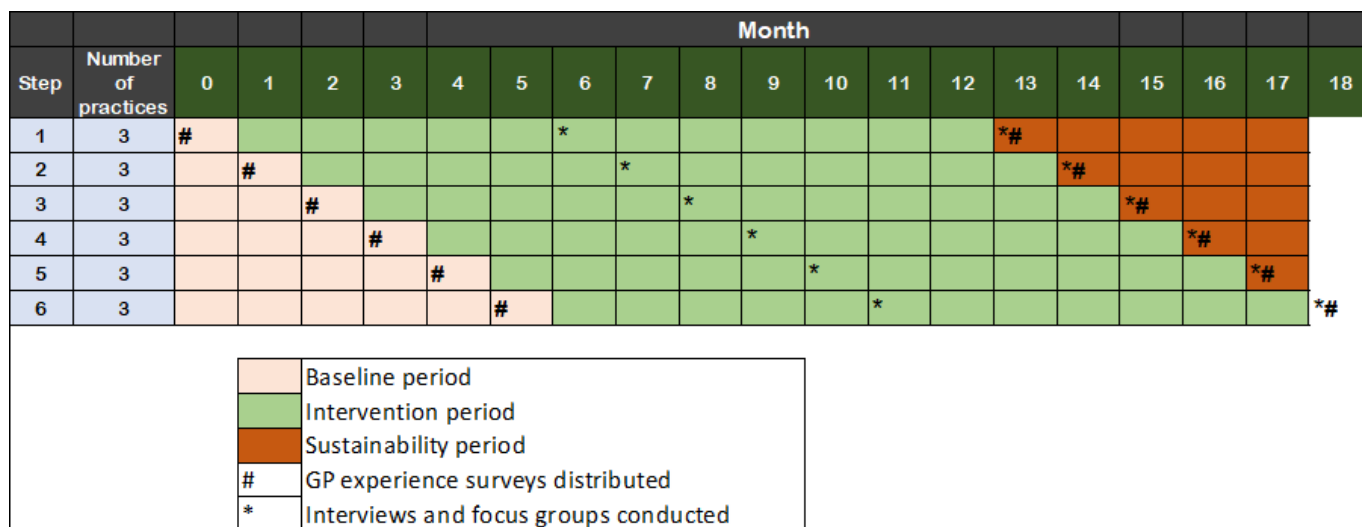 Month
Step Number of practices 0 1 2 3 4 5 6 7 8 9 10 11 12 13 14 15 16 17 18
1 3 # * *#
2 3 # * *#
3 3 # * *#
4 3 # * *#
5 3 # * *#
6 3 # * *#
Baseline period
Intervention period
Sustainability period
# GP experience surveys distributed
* Interviews and focus groups conducted